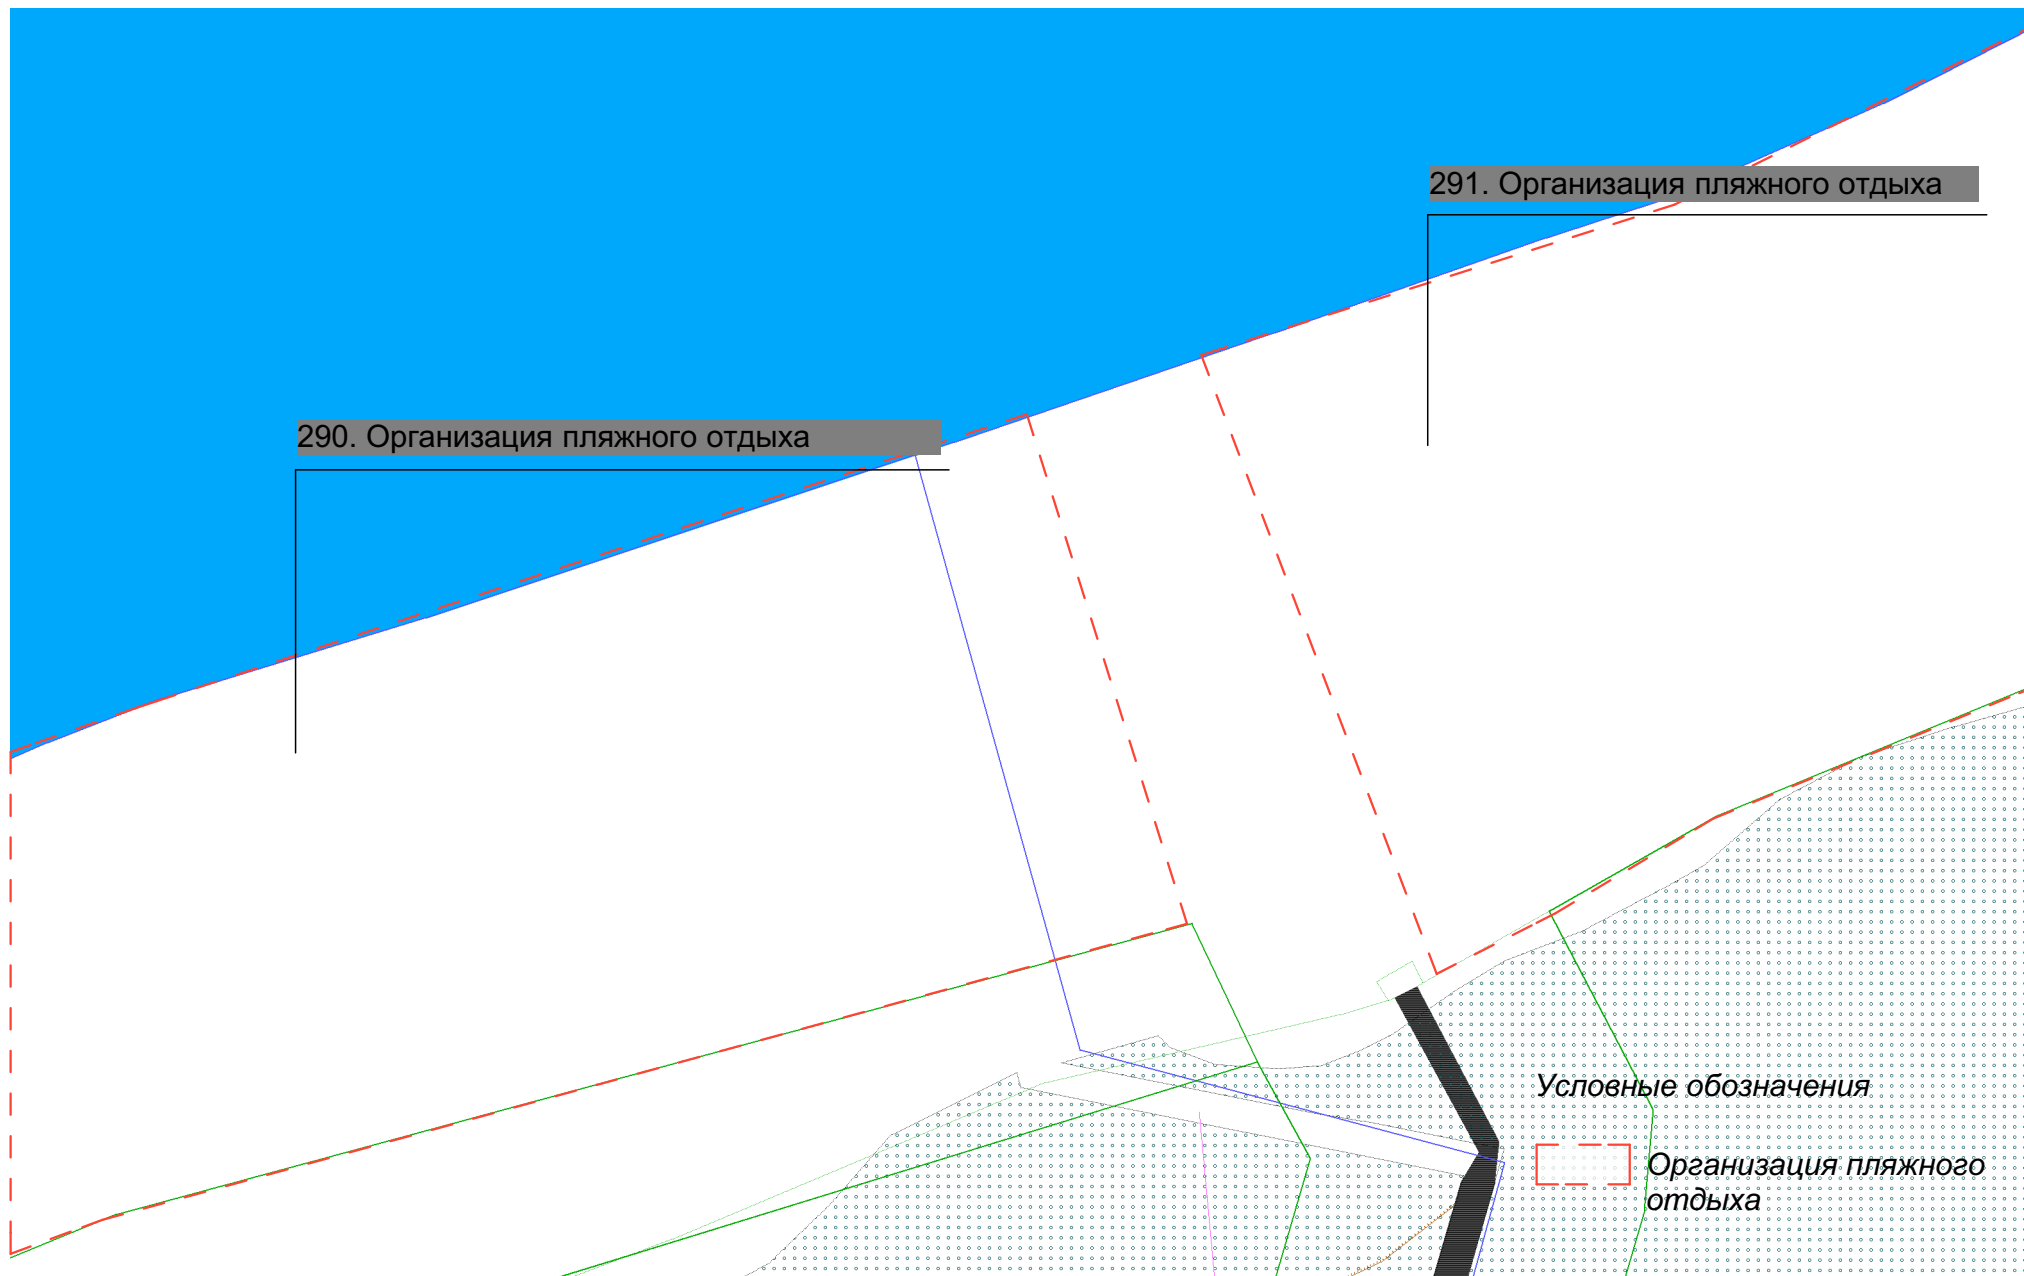 291. Организация пляжного отдыха
290. Организация пляжного отдыха
Условные обозначения
Организация пляжного
отдыха